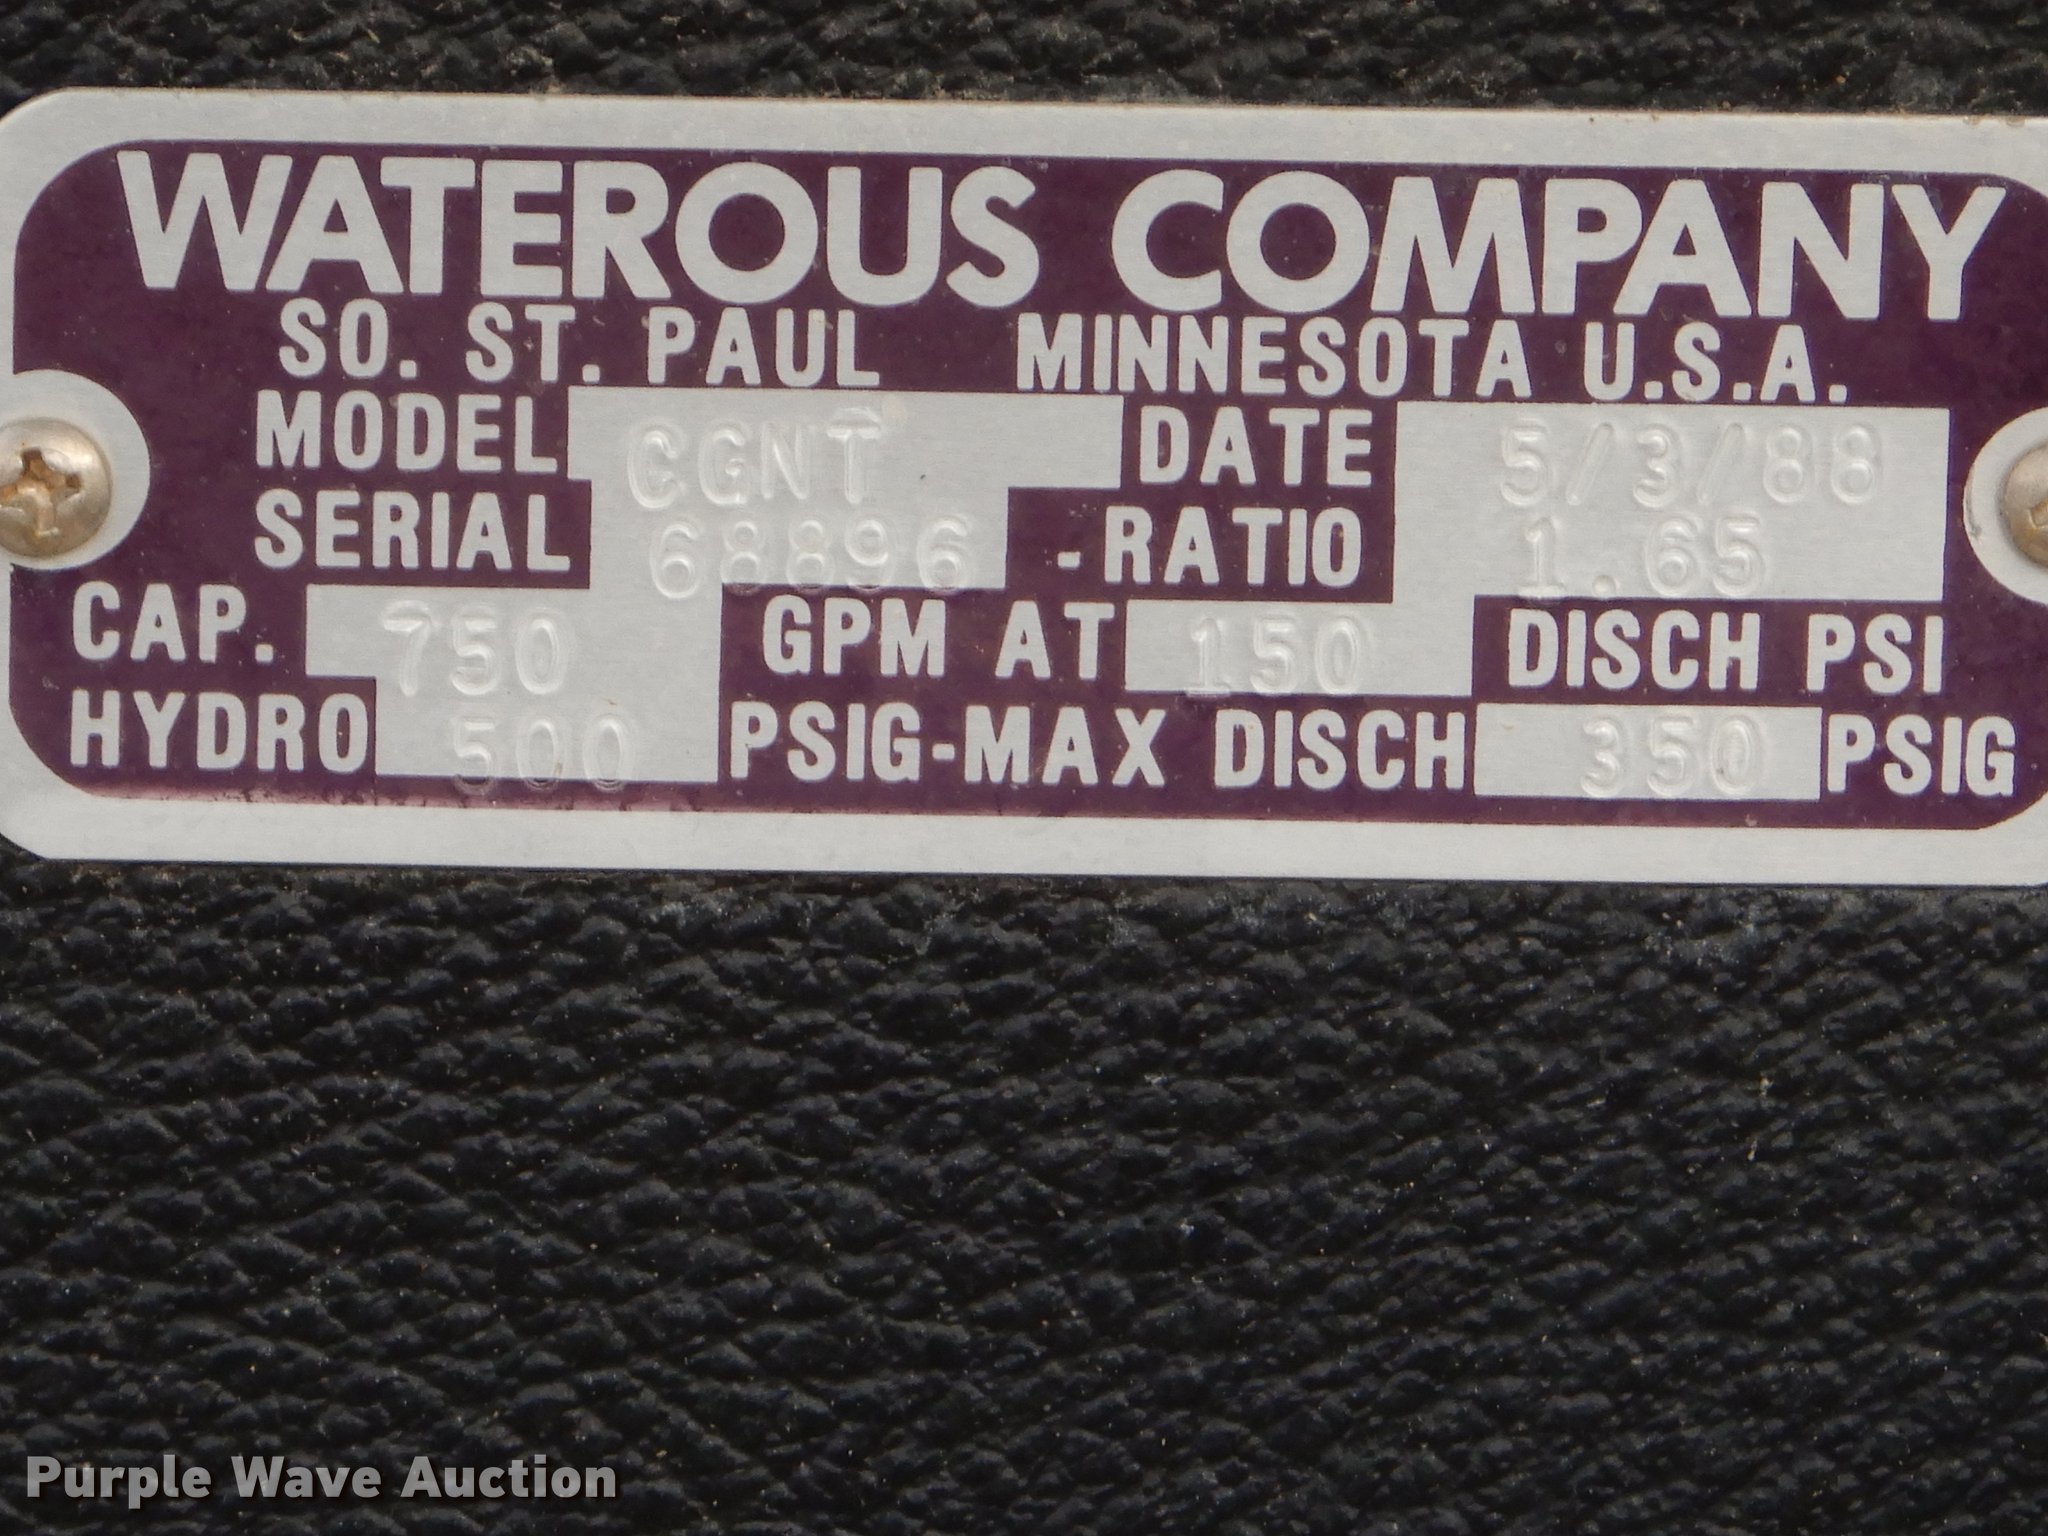 WATEROUS COMPANY
SO. ST. PAUL MINNESOTA U.S.A.
MODEL CGNT DATE 5/3/88
SERIAL 68896 -RATIO 1.65
CAP. 750 GPM AT 150 DISCH PSI
HYDRO 500 PSIG-MAX DISCH 350 PSIG
Purple Wave Auction